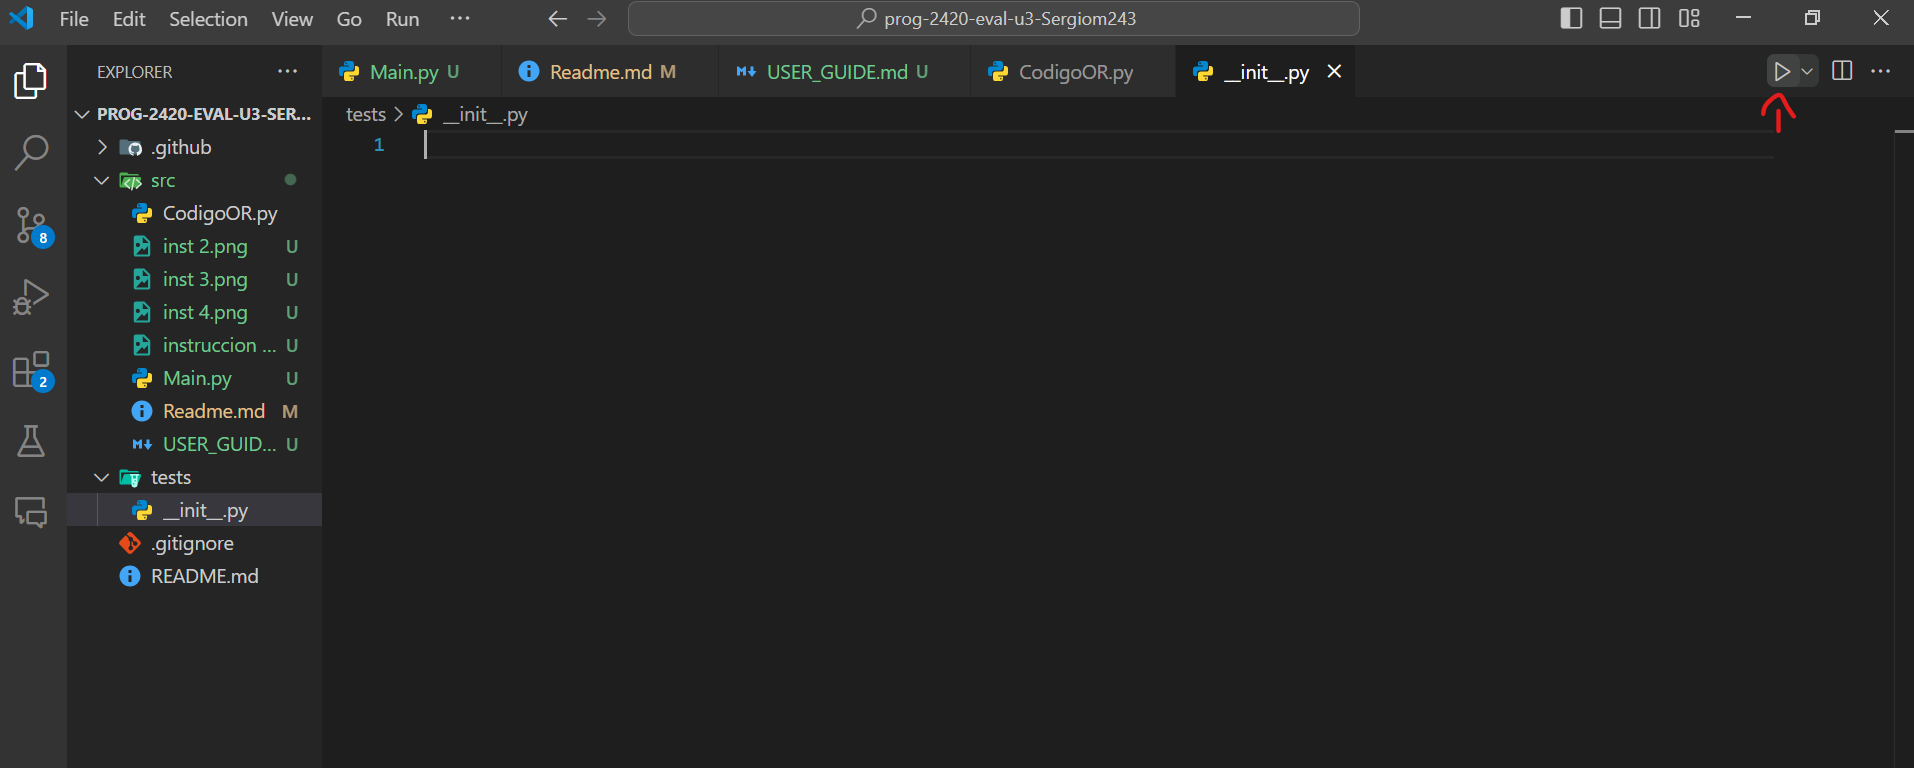 File Edit Selection View Go Run ··· ← → prog-2420-eval-u3-Sergiom243
EXPLORER ···
Main.py U Readme.md M USER_GUIDE.md U CodigoOR.py __init__.py
PROG-2420-EVAL-U3-SER...
tests > __init__.py
1
.github
src
CodigoOR.py
inst 2.png U
inst 3.png U
inst 4.png U
instruccion ... U
Main.py U
Readme.md M
USER_GUID... U
tests
__init__.py
.gitignore
README.md
8
2